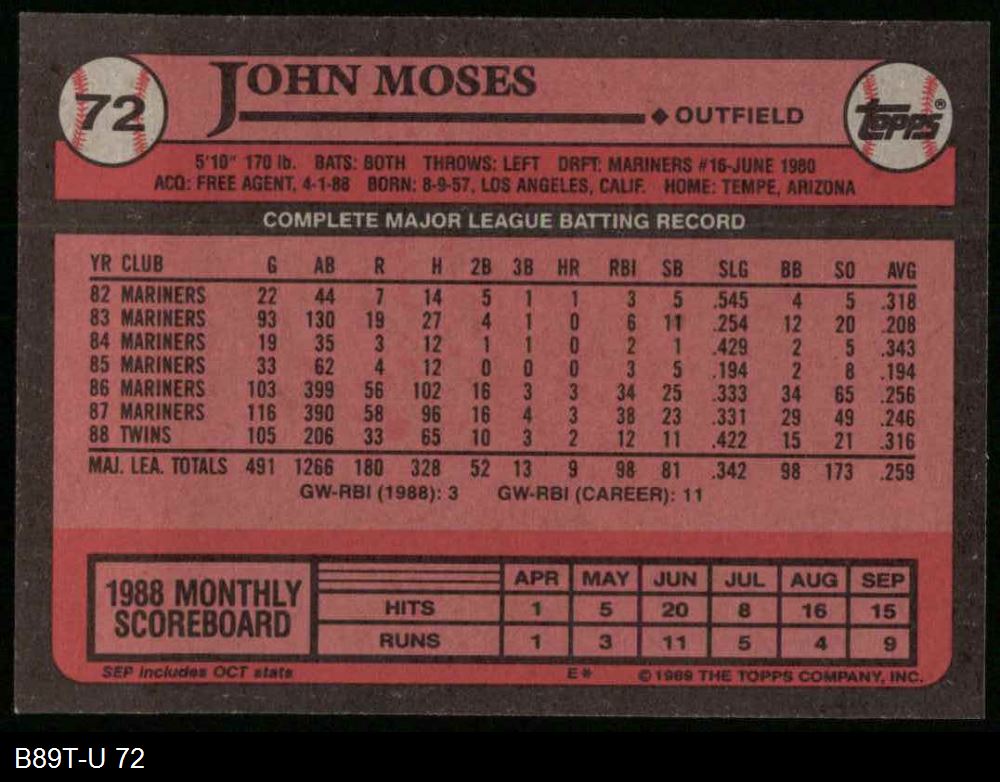 72
JOHN MOSES
OUTFIELD
Topps®
5'10" 170 lb. BATS: BOTH THROWS: LEFT DRFT: MARINERS #16-JUNE 1980
ACQ: FREE AGENT, 4-1-88 BORN: 8-9-57, LOS ANGELES, CALIF. HOME: TEMPE, ARIZONA
COMPLETE MAJOR LEAGUE BATTING RECORD
YR CLUB G AB R H 2B 3B HR RBI SB SLG BB SO AVG
82 MARINERS 22 44 7 14 5 1 1 3 5 .545 4 5 .318
83 MARINERS 93 130 19 27 4 1 0 6 11 .254 12 20 .208
84 MARINERS 19 35 3 12 1 1 0 2 1 .429 2 5 .343
85 MARINERS 33 62 4 12 0 0 0 3 5 .194 2 8 .194
86 MARINERS 103 399 56 102 16 3 3 34 25 .333 34 65 .256
87 MARINERS 116 390 58 96 16 4 3 38 23 .331 29 49 .246
88 TWINS 105 206 33 65 10 3 2 12 11 .422 15 21 .316
MAJ. LEA. TOTALS 491 1266 180 328 52 13 9 98 81 .342 98 173 .259
GW-RBI (1988): 3 GW-RBI (CAREER): 11
1988 MONTHLY
SCOREBOARD
APR MAY JUN JUL AUG SEP
HITS 1 5 20 8 16 15
RUNS 1 3 11 5 4 9
SEP includes OCT stats E* © 1989 THE TOPPS COMPANY, INC.
B89T-U 72